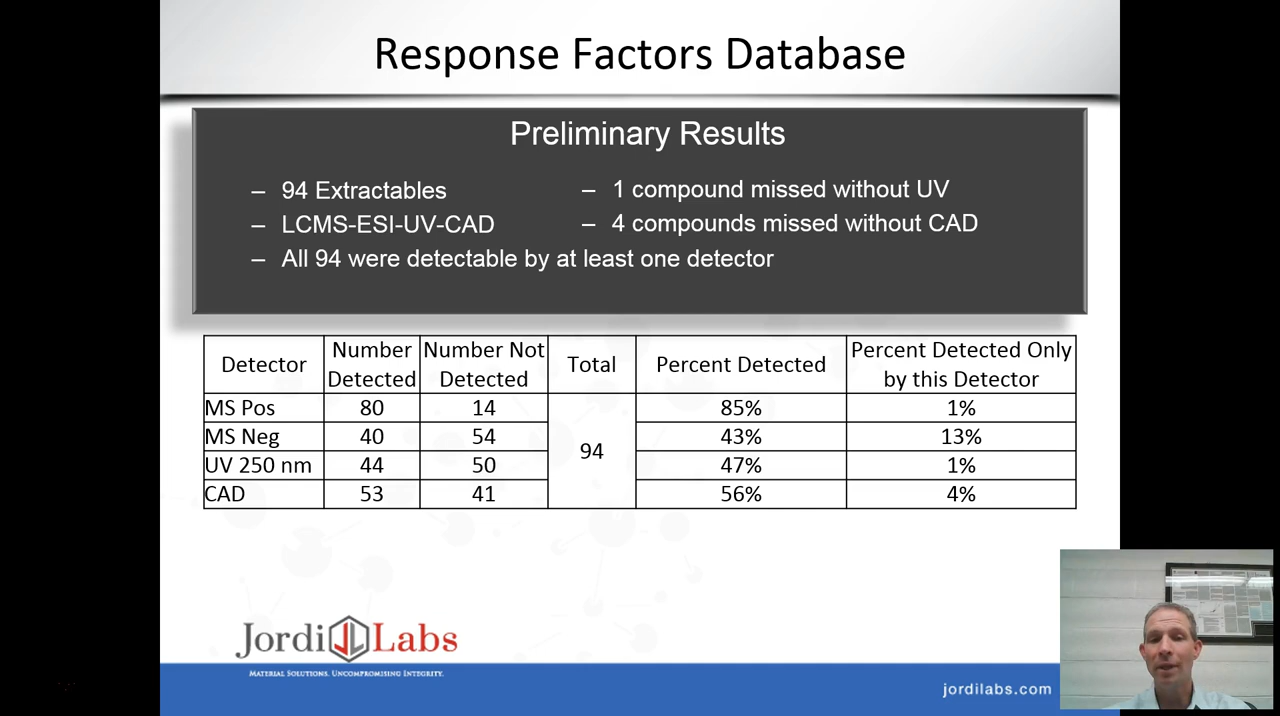 Response Factors Database
Preliminary Results
– 94 Extractables
– 1 compound missed without UV
– LCMS-ESI-UV-CAD
– 4 compounds missed without CAD
– All 94 were detectable by at least one detector
Detector
Number
Detected
Number Not
Detected
Total
Percent Detected
Percent Detected Only
by this Detector
MS Pos 80 14 85% 1%
MS Neg 40 54 43% 13%
94
UV 250 nm 44 50 47% 1%
CAD 53 41 56% 4%
Jordi JL Labs
Material Solutions. Uncompromising Integrity.
jordilabs.com